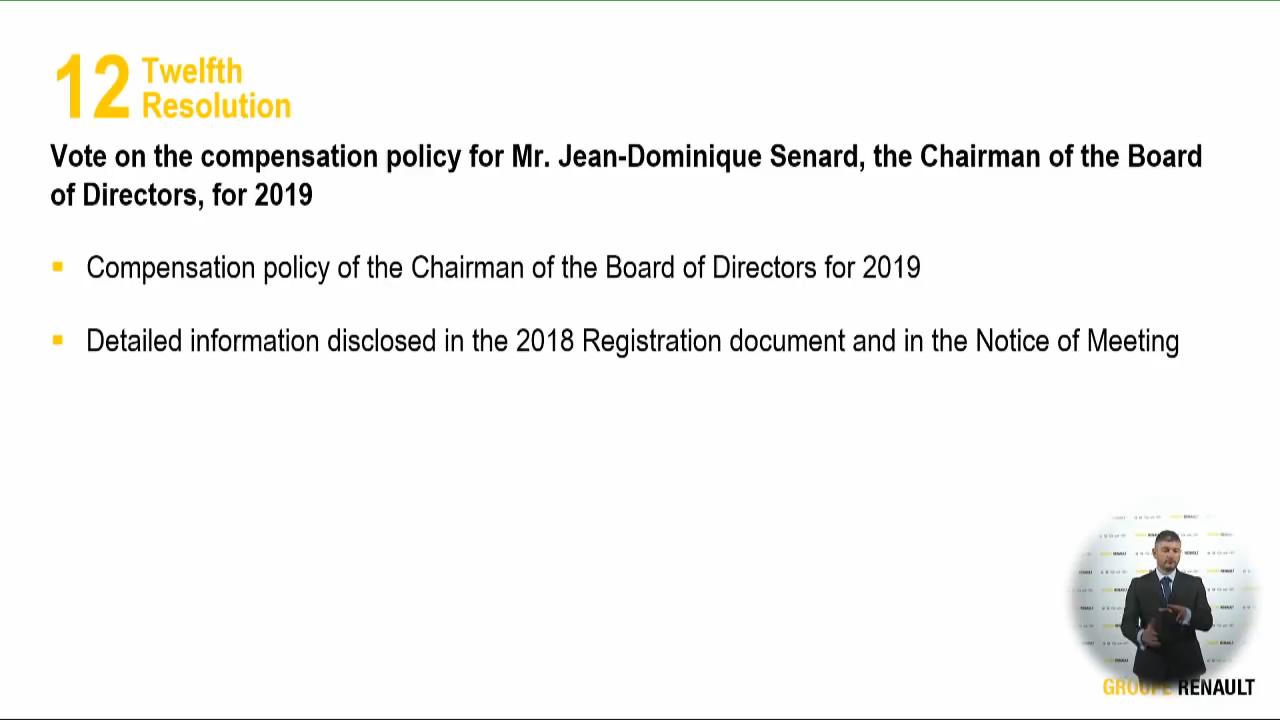 12 Twelfth
Resolution
Vote on the compensation policy for Mr. Jean-Dominique Senard, the Chairman of the Board
of Directors, for 2019
Compensation policy of the Chairman of the Board of Directors for 2019
Detailed information disclosed in the 2018 Registration document and in the Notice of Meeting
GROUPE RENAULT